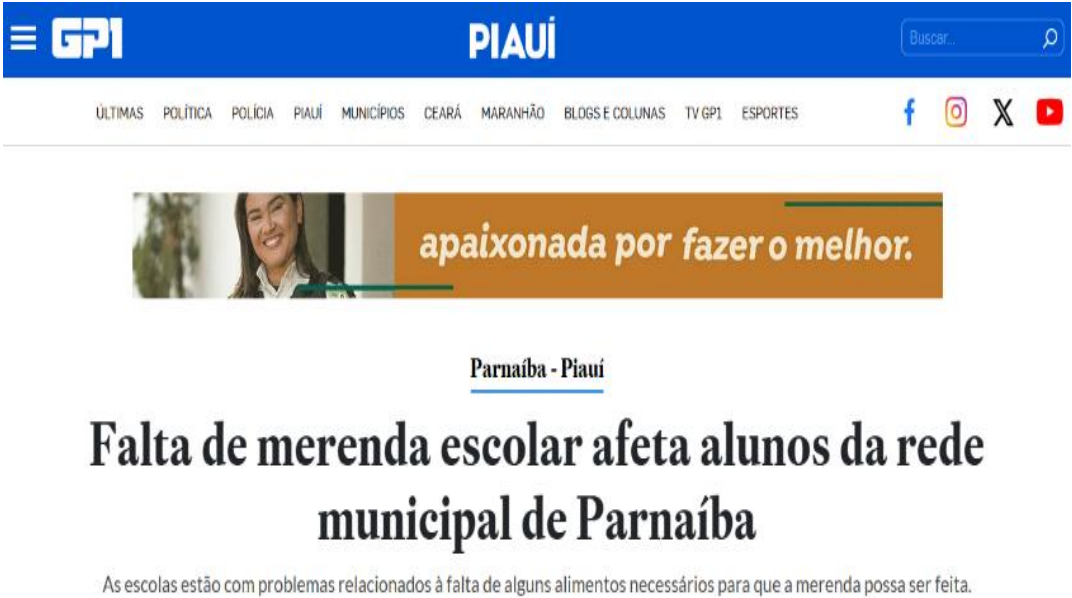 GP1
PIAUÍ
Buscar...
ÚLTIMAS POLÍTICA POLÍCIA PIAUÍ MUNICÍPIOS CEARÁ MARANHÃO BLOGS E COLUNAS TV GP1 ESPORTES
apaixonada por fazer o melhor.
Parnaíba - Piauí
Falta de merenda escolar afeta alunos da rede
municipal de Parnaíba
As escolas estão com problemas relacionados à falta de alguns alimentos necessários para que a merenda possa ser feita.